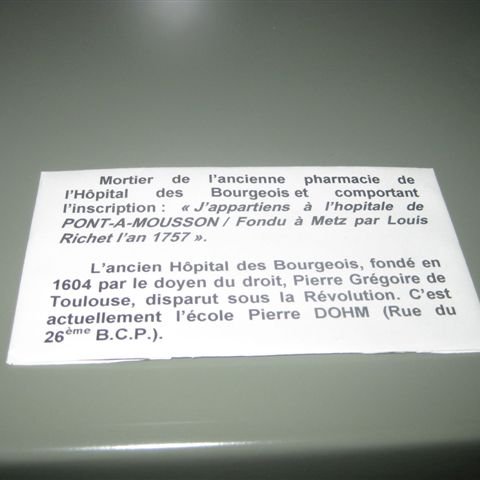 Mortier de l'ancienne pharmacie de
l'Hôpital des Bourgeois et comportant
l'inscription : « J'appartiens à l'hopitale de
PONT-A-MOUSSON / Fondu à Metz par Louis
Richet l'an 1757 ».
L'ancien Hôpital des Bourgeois, fondé en
1604 par le doyen du droit, Pierre Grégoire de
Toulouse, disparut sous la Révolution. C'est
actuellement l'école Pierre DOHM (Rue du
26ème B.C.P.).